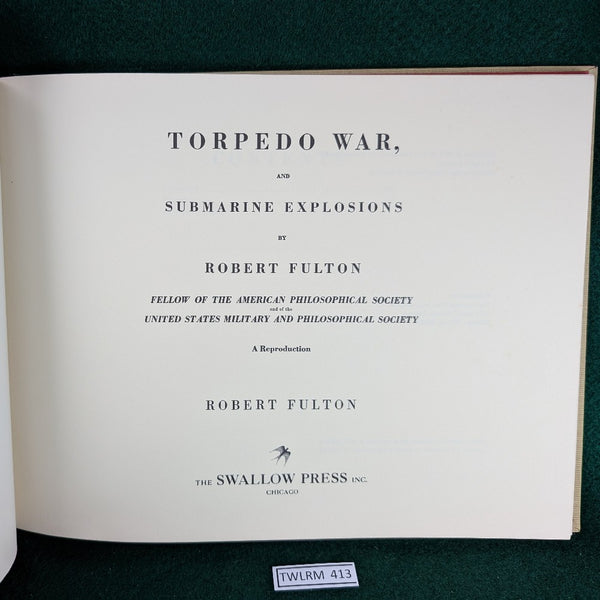 TORPEDO WAR,
AND
SUBMARINE EXPLOSIONS
BY
ROBERT FULTON
FELLOW OF THE AMERICAN PHILOSOPHICAL SOCIETY
and of the
UNITED STATES MILITARY AND PHILOSOPHICAL SOCIETY
A Reproduction
ROBERT FULTON
THE SWALLOW PRESS INC.
CHICAGO
TWLRM 413